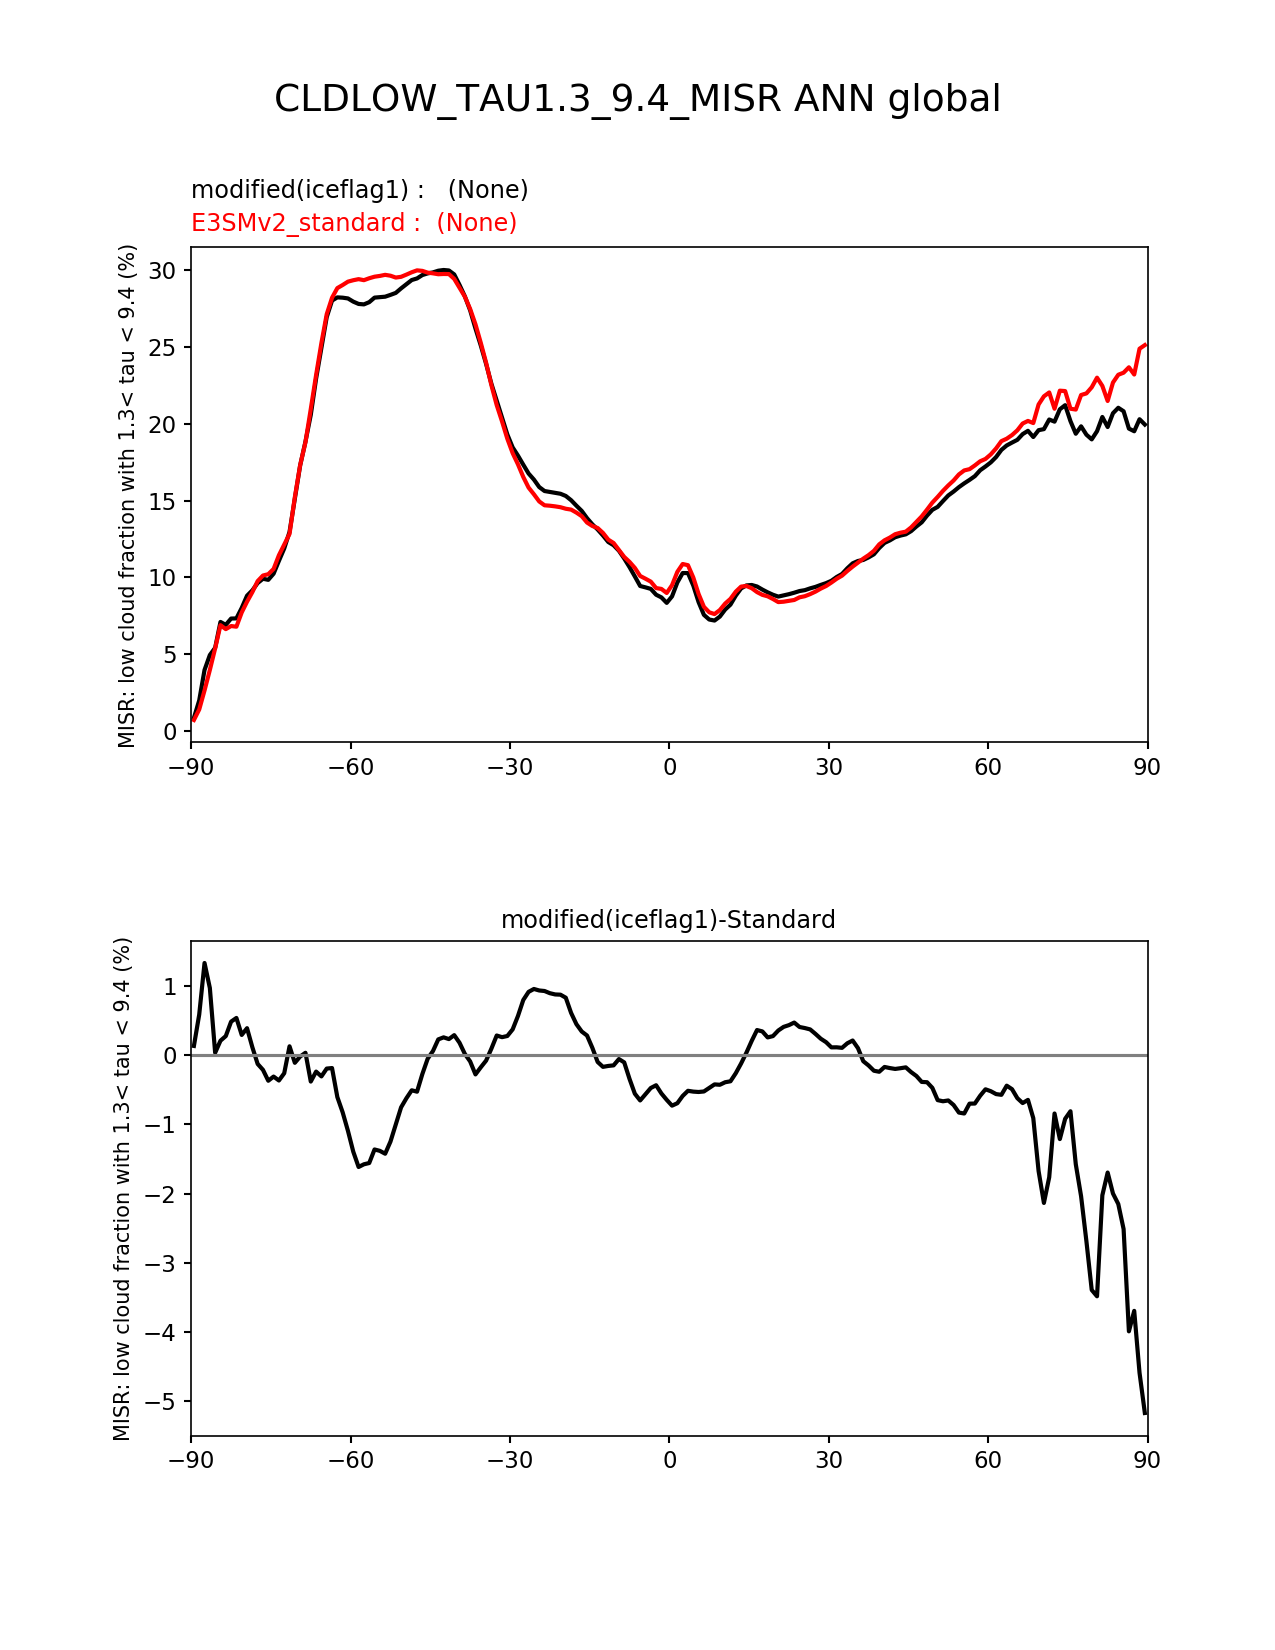 CLDLOW_TAU1.3_9.4_MISR ANN global
modified(iceflag1) :   (None)
E3SMv2_standard :  (None)
MISR: low cloud fraction with 1.3< tau < 9.4 (%)
30
25
20
15
10
5
0
−90 −60 −30 0 30 60 90
modified(iceflag1)-Standard
MISR: low cloud fraction with 1.3< tau < 9.4 (%)
1
0
−1
−2
−3
−4
−5
−90 −60 −30 0 30 60 90